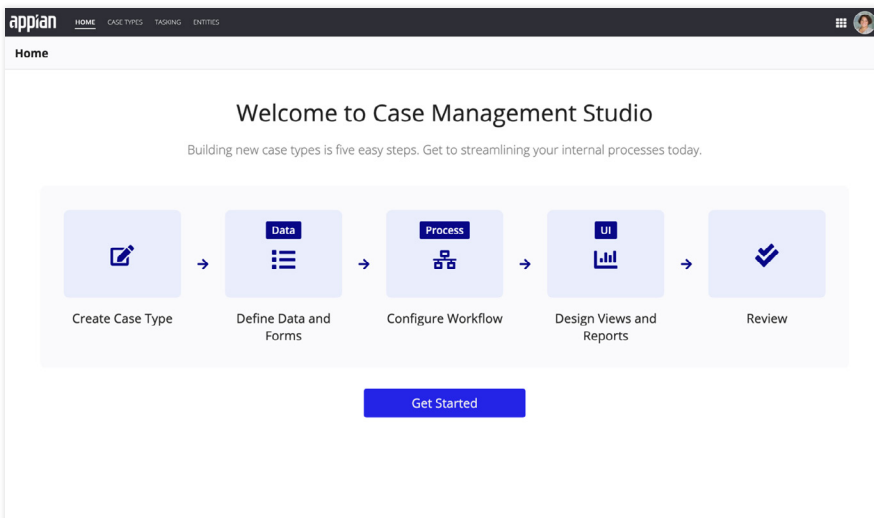 appian HOME CASE TYPES TASKING ENTITIES
Home
Welcome to Case Management Studio
Building new case types is five easy steps. Get to streamlining your internal processes today.
Data Process UI
Create Case Type Define Data and Configure Workflow Design Views and Review
Forms Reports
Get Started